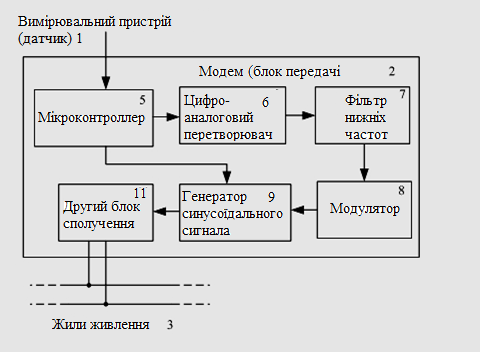 Вимірювальний пристрій
(датчик) 1
Модем (блок передачі 2
5
Мікроконтроллер
Цифро-
аналоговий 6
перетворювач
7
Фільтр
нижніх
частот
11
Другий блок
сполучення
Генератор 9
синусоїдального
сигнала
8
Модулятор
Жили живлення 3